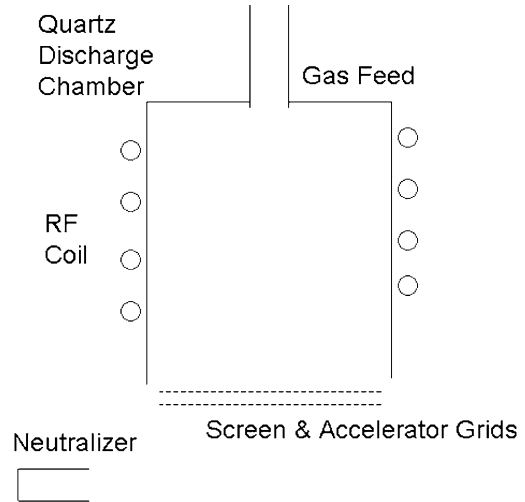 Quartz
Discharge
Chamber
Gas Feed
RF
Coil
Screen & Accelerator Grids
Neutralizer